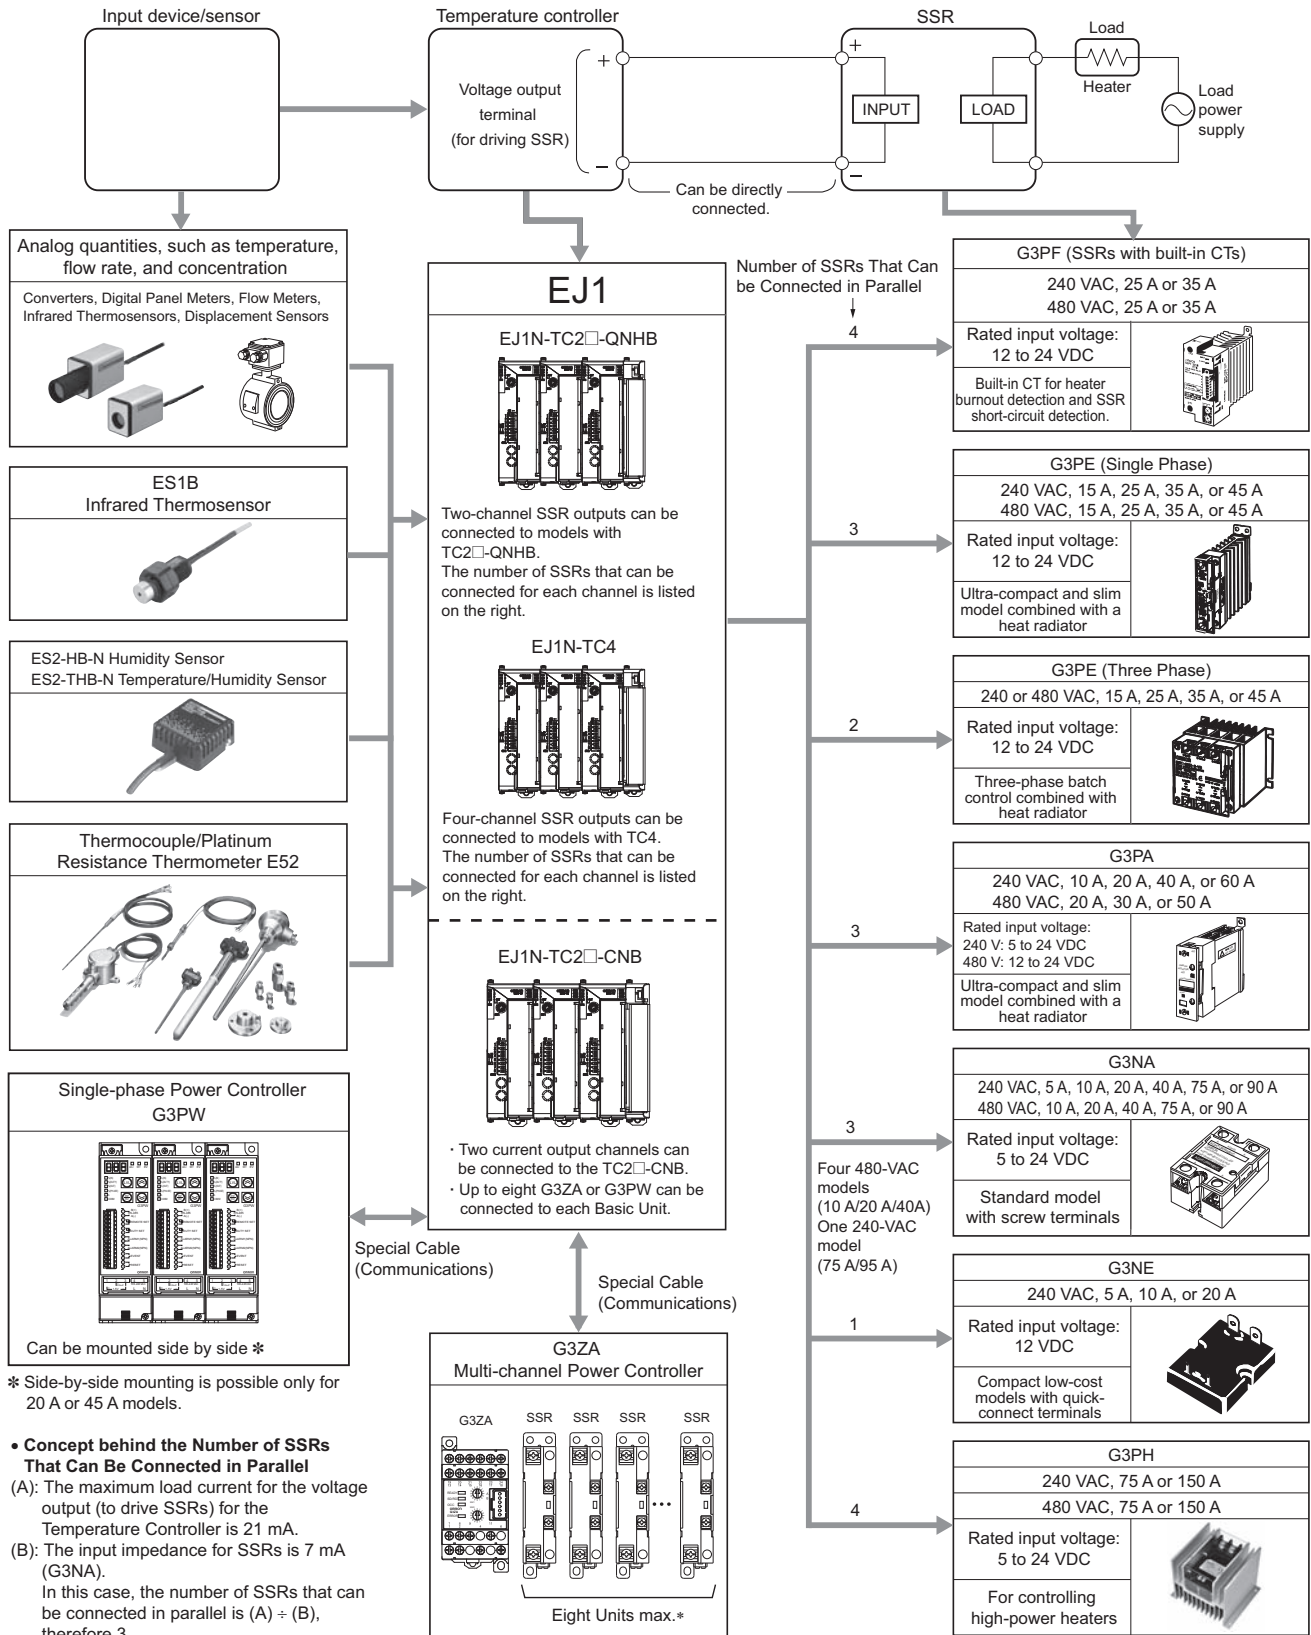 Input device/sensor
Temperature controller
SSR
Voltage output
terminal
(for driving SSR)
+
−
Can be directly
connected.
+
−
INPUT
LOAD
Load
Heater
Load
power
supply
Analog quantities, such as temperature,
flow rate, and concentration
Converters, Digital Panel Meters, Flow Meters,
Infrared Thermosensors, Displacement Sensors
ES1B
Infrared Thermosensor
ES2-HB-N Humidity Sensor
ES2-THB-N Temperature/Humidity Sensor
Thermocouple/Platinum
Resistance Thermometer E52
Single-phase Power Controller
G3PW
Can be mounted side by side ✻
✻ Side-by-side mounting is possible only for
20 A or 45 A models.
• Concept behind the Number of SSRs
That Can Be Connected in Parallel
(A): The maximum load current for the voltage
output (to drive SSRs) for the
Temperature Controller is 21 mA.
(B): The input impedance for SSRs is 7 mA
(G3NA).
In this case, the number of SSRs that can
be connected in parallel is (A) ÷ (B),
therefore 3.
EJ1
EJ1N-TC2□-QNHB
Two-channel SSR outputs can be
connected to models with
TC2□-QNHB.
The number of SSRs that can be
connected for each channel is listed
on the right.
EJ1N-TC4
Four-channel SSR outputs can be
connected to models with TC4.
The number of SSRs that can be
connected for each channel is listed
on the right.
EJ1N-TC2□-CNB
· Two current output channels can
be connected to the TC2□-CNB.
· Up to eight G3ZA or G3PW can be
connected to each Basic Unit.
Special Cable
(Communications)
Special Cable
(Communications)
G3ZA
Multi-channel Power Controller
G3ZA
SSR SSR SSR SSR
Eight Units max.✻
Number of SSRs That Can
be Connected in Parallel
4
3
2
3
3
Four 480-VAC
models
(10 A/20 A/40A)
One 240-VAC
model
(75 A/95 A)
1
4
G3PF (SSRs with built-in CTs)
240 VAC, 25 A or 35 A
480 VAC, 25 A or 35 A
Rated input voltage:
12 to 24 VDC
Built-in CT for heater
burnout detection and SSR
short-circuit detection.
G3PE (Single Phase)
240 VAC, 15 A, 25 A, 35 A, or 45 A
480 VAC, 15 A, 25 A, 35 A, or 45 A
Rated input voltage:
12 to 24 VDC
Ultra-compact and slim
model combined with a
heat radiator
G3PE (Three Phase)
240 or 480 VAC, 15 A, 25 A, 35 A, or 45 A
Rated input voltage:
12 to 24 VDC
Three-phase batch
control combined with
heat radiator
G3PA
240 VAC, 10 A, 20 A, 40 A, or 60 A
480 VAC, 20 A, 30 A, or 50 A
Rated input voltage:
240 V: 5 to 24 VDC
480 V: 12 to 24 VDC
Ultra-compact and slim
model combined with a
heat radiator
G3NA
240 VAC, 5 A, 10 A, 20 A, 40 A, 75 A, or 90 A
480 VAC, 10 A, 20 A, 40 A, 75 A, or 90 A
Rated input voltage:
5 to 24 VDC
Standard model
with screw terminals
G3NE
240 VAC, 5 A, 10 A, or 20 A
Rated input voltage:
12 VDC
Compact low-cost
models with quick-
connect terminals
G3PH
240 VAC, 75 A or 150 A
480 VAC, 75 A or 150 A
Rated input voltage:
5 to 24 VDC
For controlling
high-power heaters